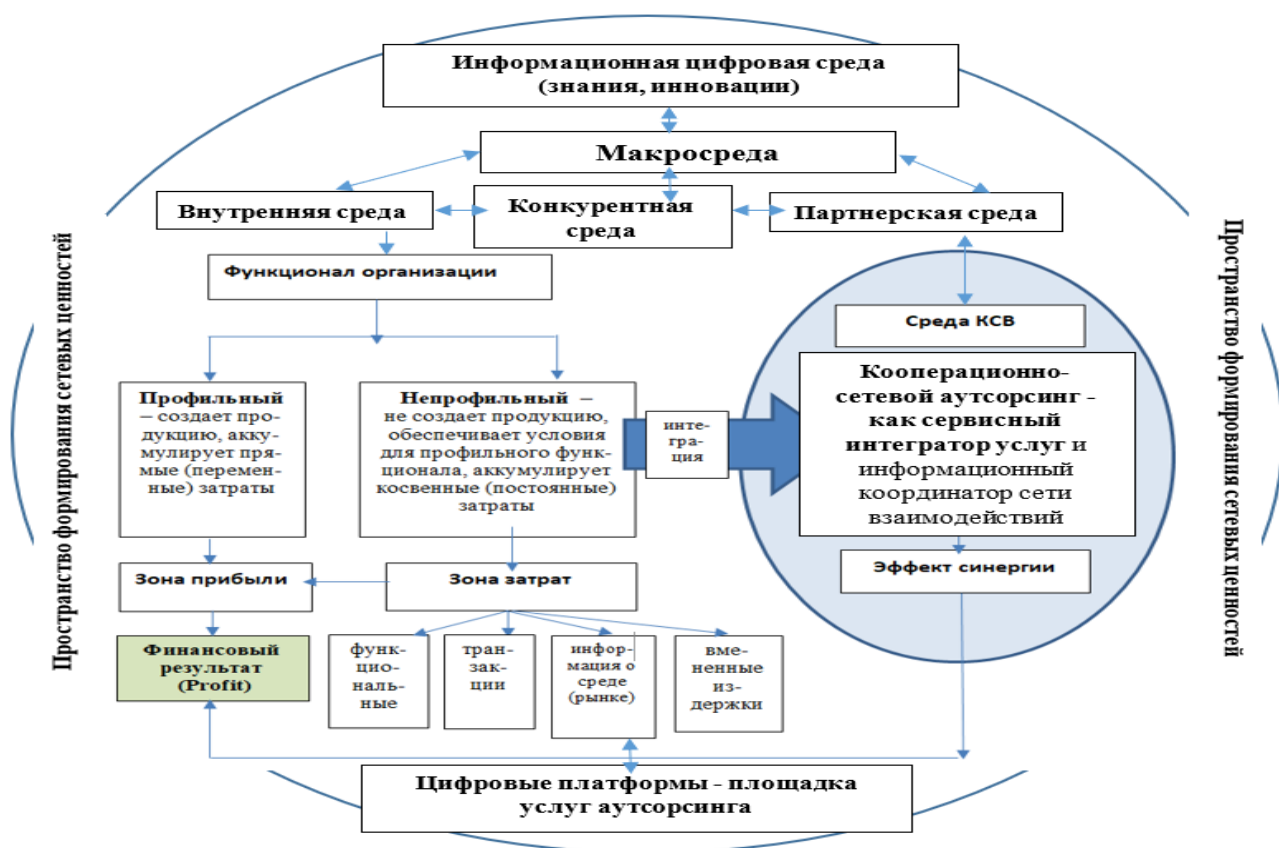 Информационная цифровая среда
(знания, инновации)
Макросреда
Внутренняя среда
Конкурентная
среда
Партнерская среда
Функционал организации
Среда КСВ
Профильный
– создает про-
дукцию, акку-
мулирует пря-
мые (перемен-
ные) затраты
Непрофильный –
не создает продукцию,
обеспечивает условия
для профильного функ-
ционала, аккумулирует
косвенные (постоянные)
затраты
инте-
гра-
ция
Кооперационно-
сетевой аутсорсинг -
как сервисный
интегратор услуг и
информационный
координатор сети
взаимодействий
Зона прибыли
Зона затрат
Эффект синергии
Финансовый
результат
(Profit)
функ-
цио-
наль-
ные
тран-
зак-
ции
инфор-
мация о
среде
(рынке)
вме-
ненные
из-
держки
Цифровые платформы - площадка
услуг аутсорсинга
Пространство формирования сетевых ценностей
Пространство формирования сетевых ценностей